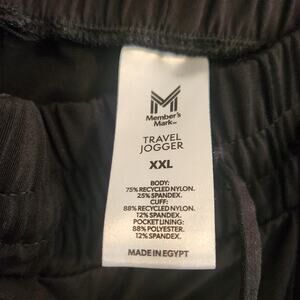 M
Member's
Mark™
TRAVEL
JOGGER
XXL
BODY:
75% RECYCLED NYLON.
25% SPANDEX.
CUFF:
88% RECYCLED NYLON.
12% SPANDEX.
POCKET LINING:
88% POLYESTER.
12% SPANDEX.
MADE IN EGYPT